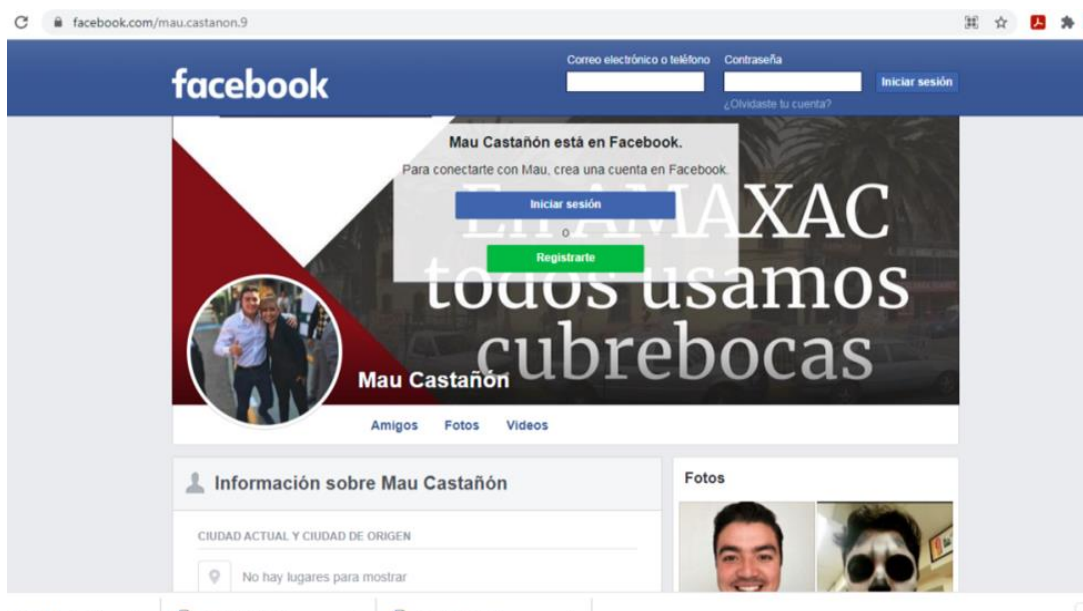 facebook.com/mau.castanon.9
facebook
Correo electrónico o teléfono
Contraseña
Iniciar sesión
¿Olvidaste tu cuenta?
Mau Castañón está en Facebook.
Para conectarte con Mau, crea una cuenta en Facebook.
Iniciar sesión
o
Registrarte
En AMAXAC
todos usamos
cubrebocas
Mau Castañón
Amigos Fotos Videos
Información sobre Mau Castañón
CIUDAD ACTUAL Y CIUDAD DE ORIGEN
No hay lugares para mostrar
Fotos